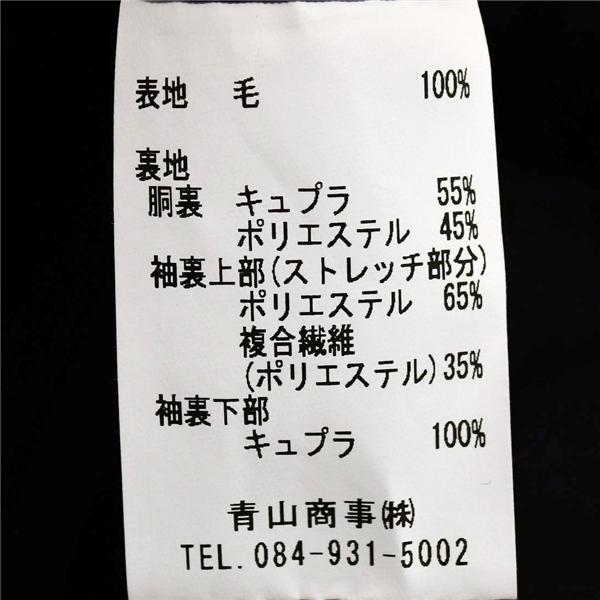 表地 毛 100%
裏地
胴裏 キュプラ 55%
ポリエステル 45%
袖裏上部(ストレッチ部分)
ポリエステル 65%
複合繊維
(ポリエステル) 35%
袖裏下部
キュプラ 100%
青山商事㈱
TEL. 084-931-5002